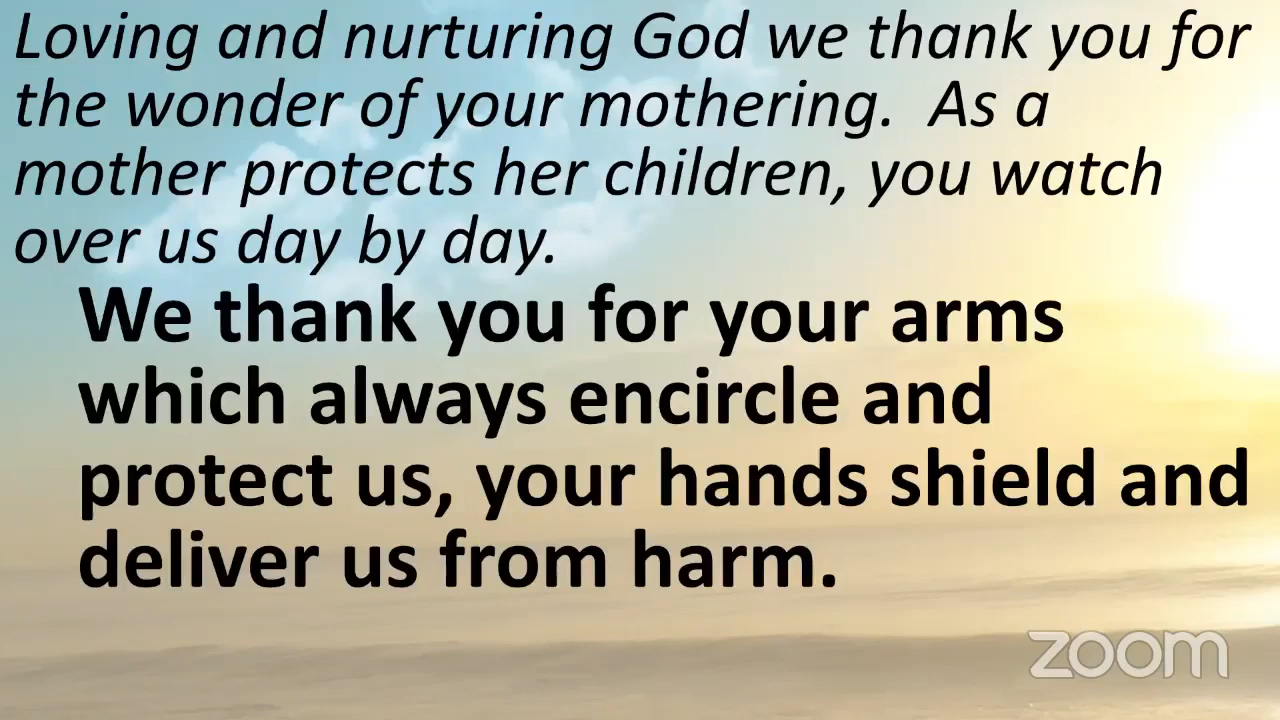 Loving and nurturing God we thank you for
the wonder of your mothering.  As a
mother protects her children, you watch
over us day by day.
We thank you for your arms
which always encircle and
protect us, your hands shield and
deliver us from harm.
zoom